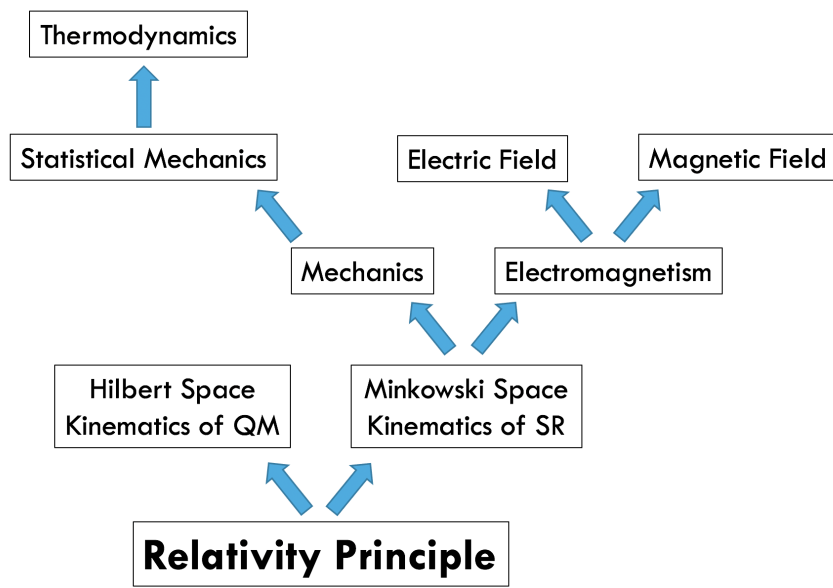 Thermodynamics
Statistical Mechanics
Electric Field
Magnetic Field
Mechanics
Electromagnetism
Hilbert Space
Kinematics of QM
Minkowski Space
Kinematics of SR
Relativity Principle